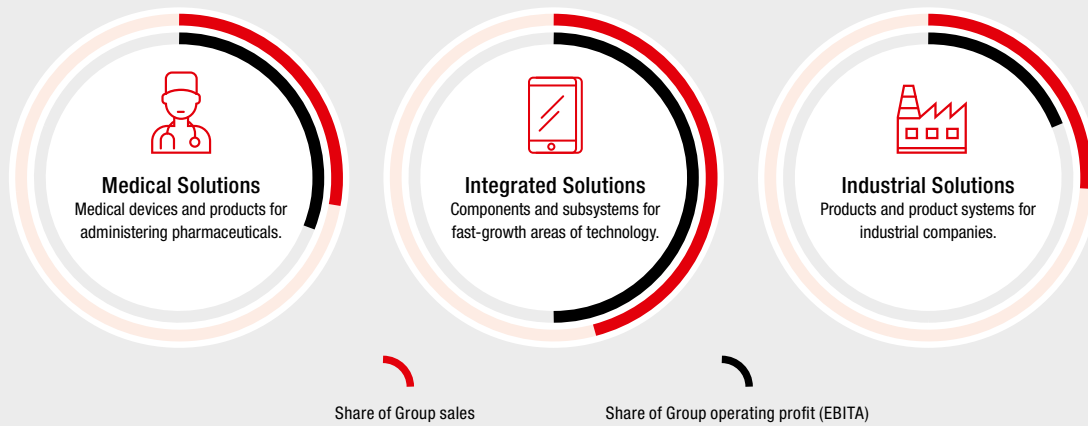 Medical Solutions
Medical devices and products for
administering pharmaceuticals.
Integrated Solutions
Components and subsystems for
fast-growth areas of technology.
Industrial Solutions
Products and product systems for
industrial companies.
Share of Group sales
Share of Group operating profit (EBITA)